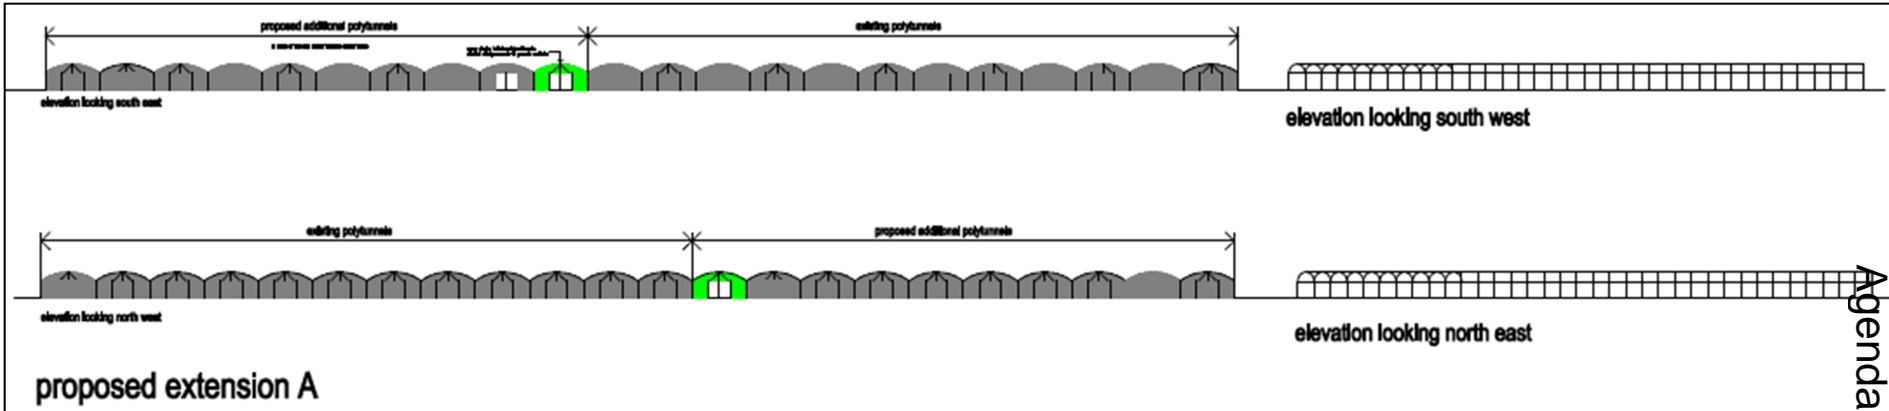 proposed additional polytunnels
existing polytunnels
elevation looking south east
elevation looking south west
existing polytunnels
proposed additional polytunnels
elevation looking north west
elevation looking north east
proposed extension A
Agenda